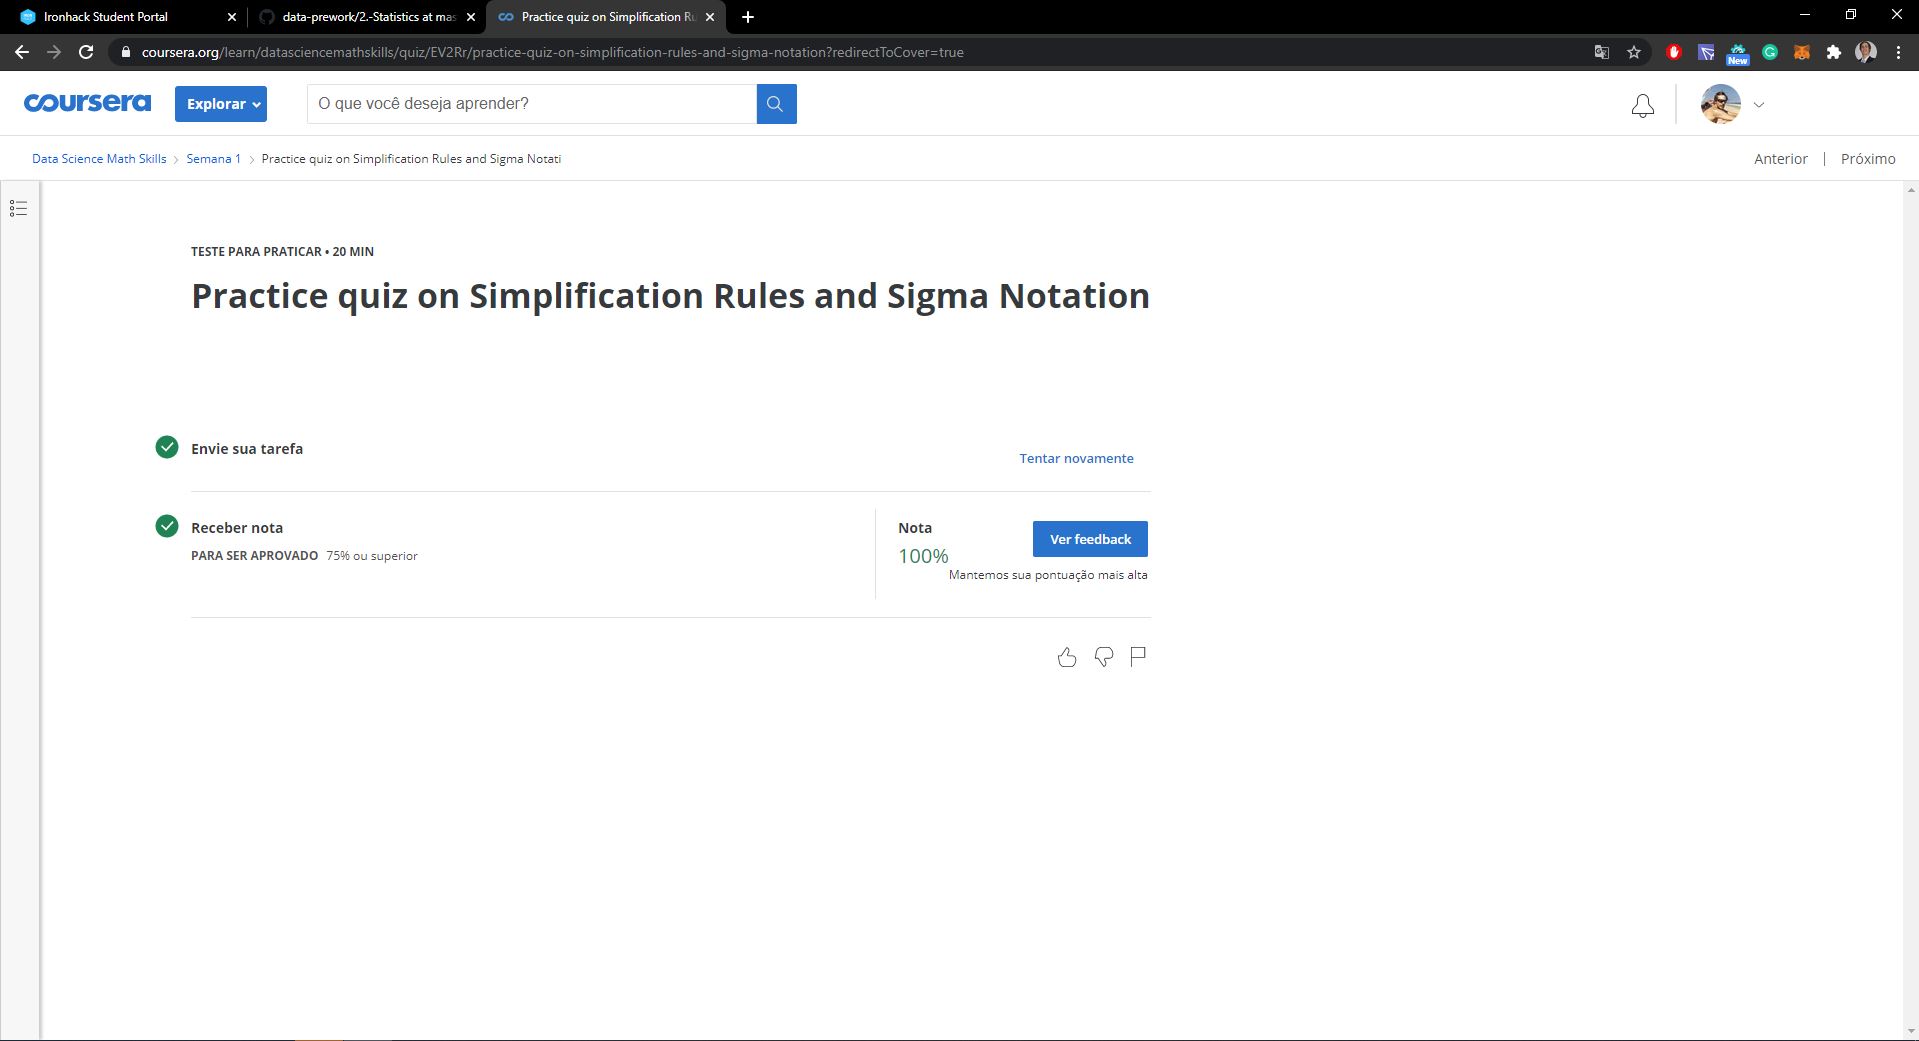 Ironhack Student Portal
data-prework/2.-Statistics at mas
Practice quiz on Simplification Ru
coursera.org/learn/datasciencemathskills/quiz/EV2Rr/practice-quiz-on-simplification-rules-and-sigma-notation?redirectToCover=true
New
coursera
Explorar
O que você deseja aprender?
Data Science Math Skills
Semana 1
Practice quiz on Simplification Rules and Sigma Notati
Anterior
Próximo
TESTE PARA PRATICAR • 20 MIN
Practice quiz on Simplification Rules and Sigma Notation
Envie sua tarefa
Tentar novamente
Receber nota
PARA SER APROVADO 75% ou superior
Nota
100%
Ver feedback
Mantemos sua pontuação mais alta